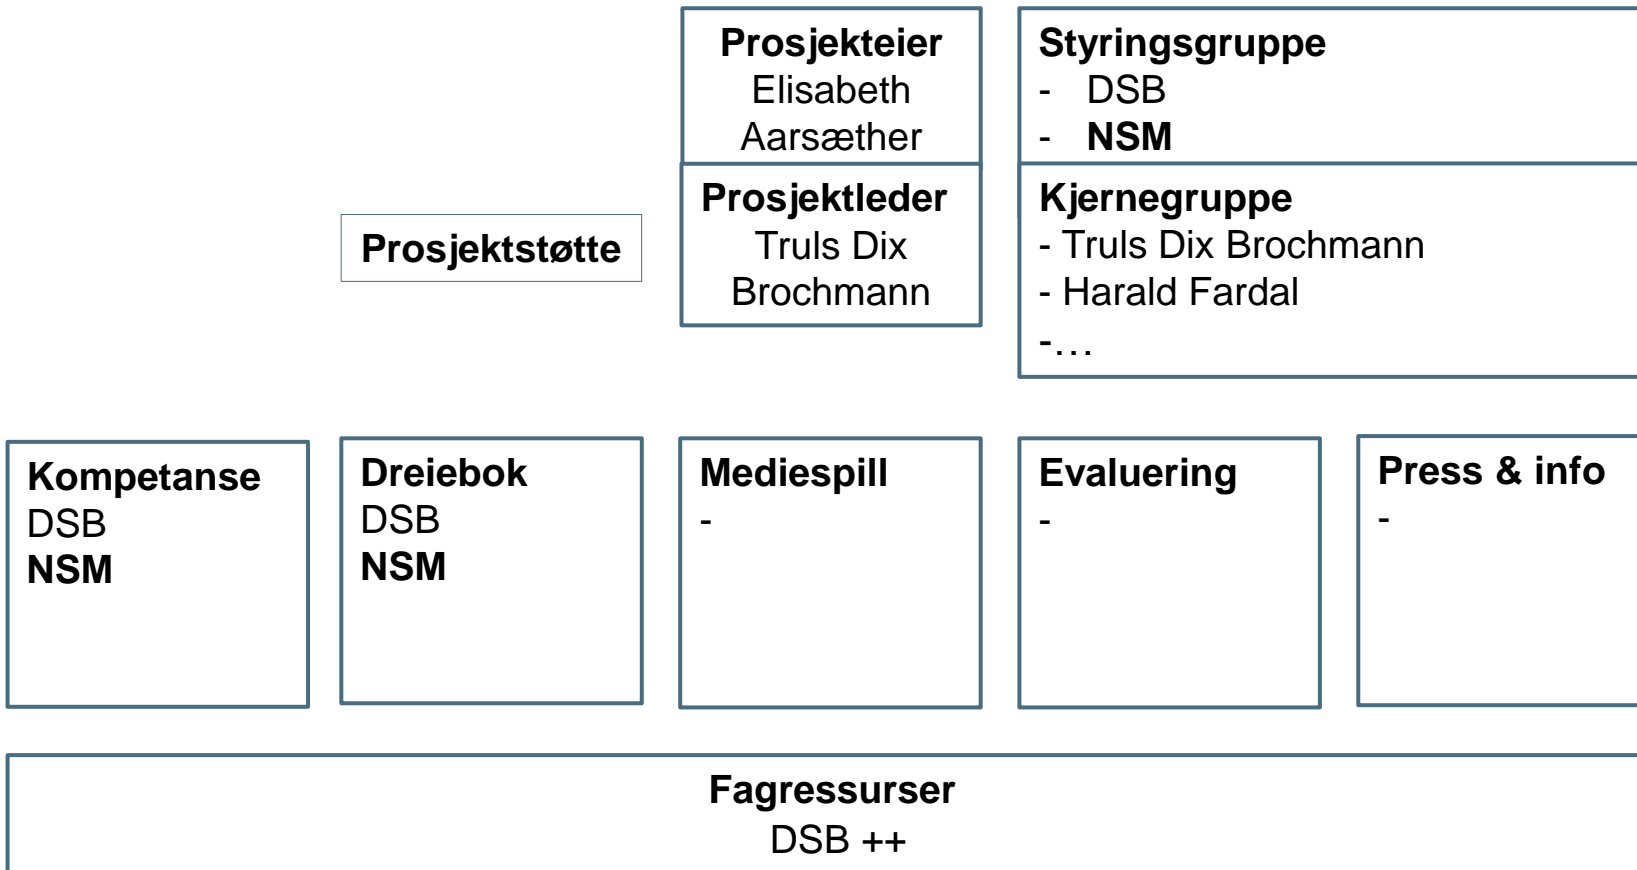 Prosjekteier
Elisabeth
Aarsæther
Styringsgruppe
- DSB
- NSM
Prosjektstøtte
Prosjektleder
Truls Dix
Brochmann
Kjernegruppe
- Truls Dix Brochmann
- Harald Fardal
-…
Kompetanse
DSB
NSM
Dreiebok
DSB
NSM
Mediespill
-
Evaluering
-
Press & info
-
Fagressurser
DSB ++